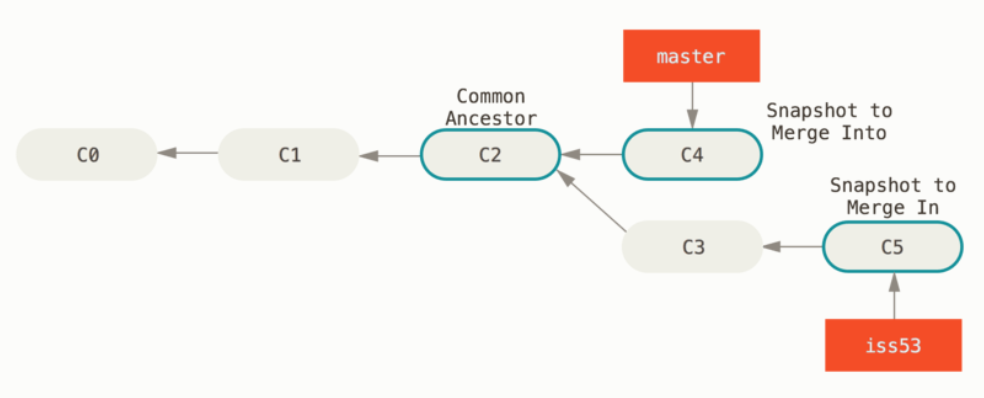 master
Common
Ancestor
Snapshot to
Merge Into
C0
C1
C2
C4
Snapshot to
Merge In
C3
C5
iss53